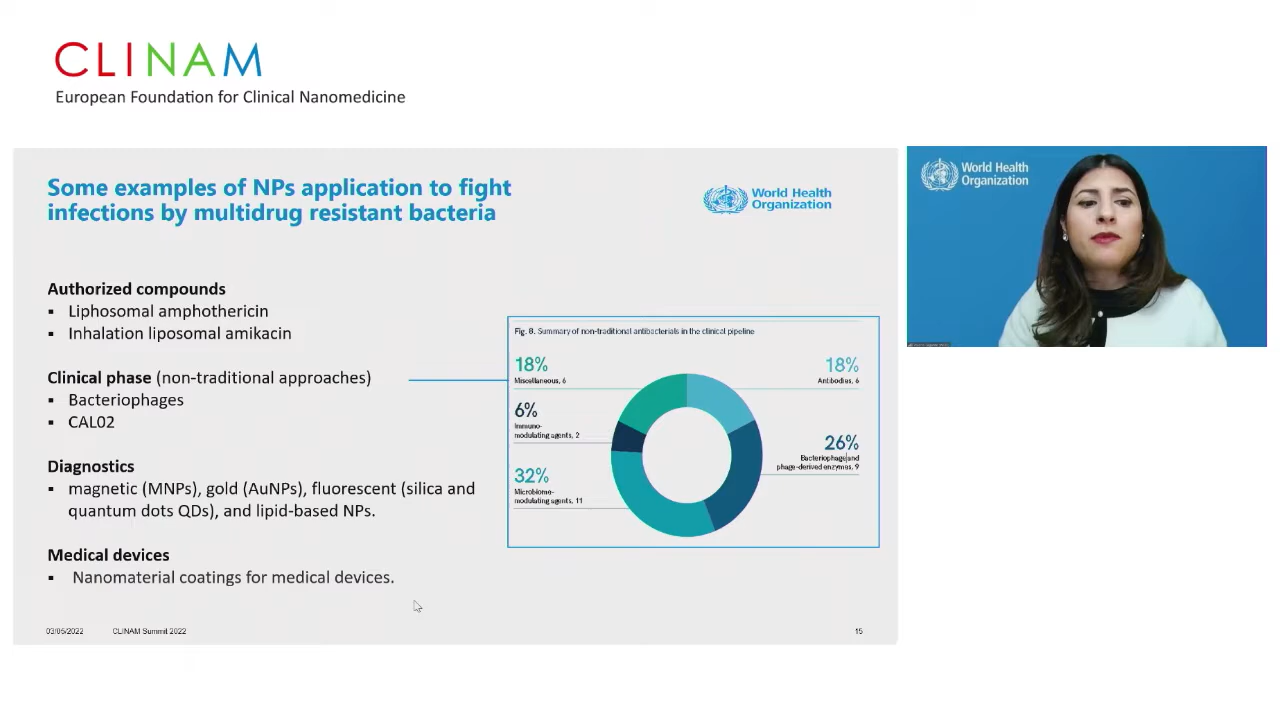 CLINAM
European Foundation for Clinical Nanomedicine
Some examples of NPs application to fight
infections by multidrug resistant bacteria
World Health
Organization
World Health
Organization
Authorized compounds
▪ Liphosomal amphothericin
▪ Inhalation liposomal amikacin
Clinical phase (non-traditional approaches)
▪ Bacteriophages
▪ CAL02
Diagnostics
▪ magnetic (MNPs), gold (AuNPs), fluorescent (silica and
quantum dots QDs), and lipid-based NPs.
Medical devices
▪ Nanomaterial coatings for medical devices.
Fig. 8. Summary of non-traditional antibacterials in the clinical pipeline
18%
Miscellaneous, 6
6%
Immuno-
modulating agents, 2
32%
Microbiome-
modulating agents, 11
18%
Antibodies, 6
26%
Bacteriophage and
phage-derived enzymes, 9
03/05/2022 CLINAM Summit 2022 15